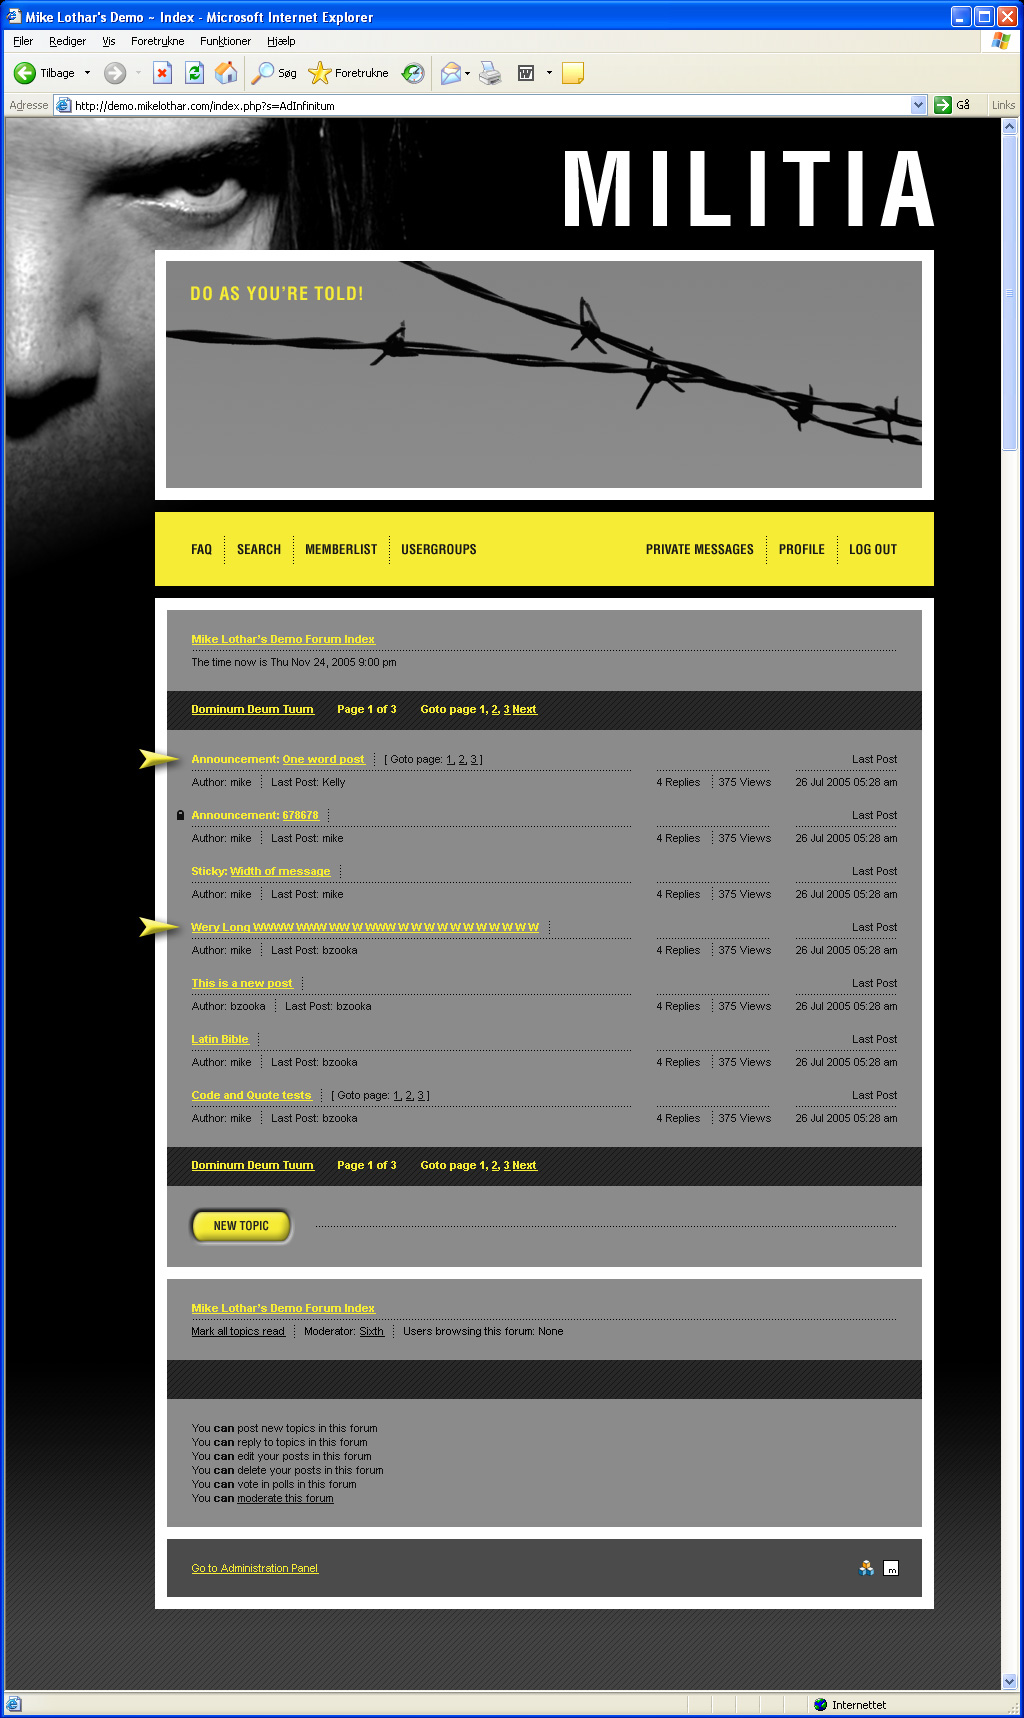 Mike Lothar's Demo ~ Index - Microsoft Internet Explorer
Filer Rediger Vis Foretrukne Funktioner Hjælp
Tilbage Søg Foretrukne
Adresse http://demo.mikelothar.com/index.php?s=AdInfinitum Gå Links
MILITIA
DO AS YOU'RE TOLD!
FAQ SEARCH MEMBERLIST USERGROUPS PRIVATE MESSAGES PROFILE LOG OUT
Mike Lothar's Demo Forum Index
The time now is Thu Nov 24, 2005 9:00 pm
Dominum Deum Tuum Page 1 of 3 Goto page 1, 2, 3 Next
Announcement: One word post [ Goto page: 1, 2, 3 ] Last Post
Author: mike Last Post: Kelly 4 Replies 375 Views 26 Jul 2005 05:28 am
Announcement: 678678 Last Post
Author: mike Last Post: mike 4 Replies 375 Views 26 Jul 2005 05:28 am
Sticky: Width of message Last Post
Author: mike Last Post: mike 4 Replies 375 Views 26 Jul 2005 05:28 am
Wery Long WWWW WWW WW W WWW W W W W W W W W W W W Last Post
Author: mike Last Post: bzooka 4 Replies 375 Views 26 Jul 2005 05:28 am
This is a new post Last Post
Author: bzooka Last Post: bzooka 4 Replies 375 Views 26 Jul 2005 05:28 am
Latin Bible Last Post
Author: mike Last Post: bzooka 4 Replies 375 Views 26 Jul 2005 05:28 am
Code and Quote tests [ Goto page: 1, 2, 3 ] Last Post
Author: mike Last Post: bzooka 4 Replies 375 Views 26 Jul 2005 05:28 am
Dominum Deum Tuum Page 1 of 3 Goto page 1, 2, 3 Next
NEW TOPIC
Mike Lothar's Demo Forum Index
Mark all topics read Moderator: Sixth Users browsing this forum: None
You can post new topics in this forum
You can reply to topics in this forum
You can edit your posts in this forum
You can delete your posts in this forum
You can vote in polls in this forum
You can moderate this forum
Go to Administration Panel m
Internettet